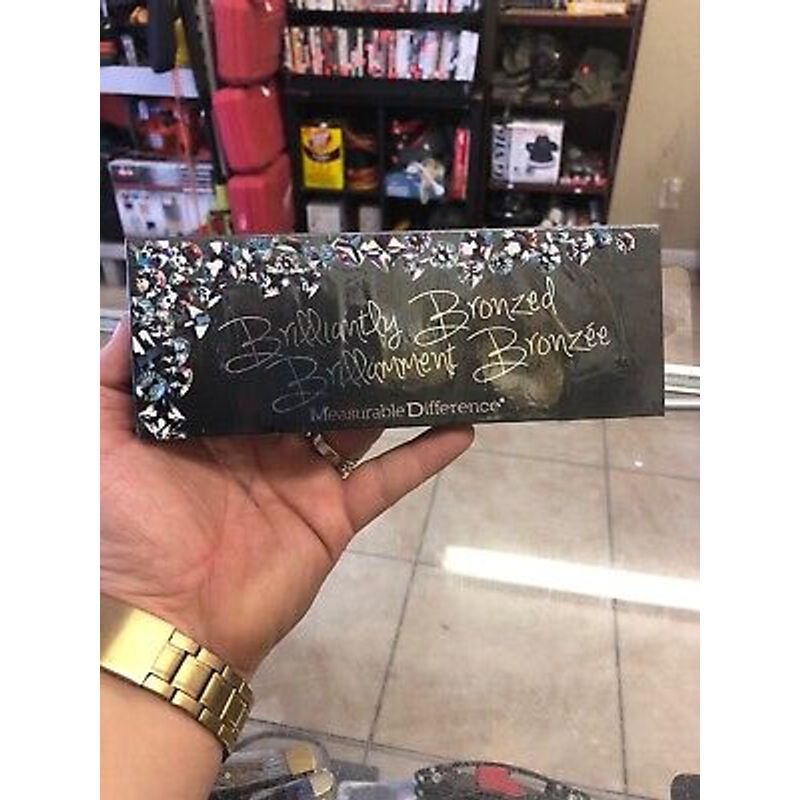 Brilliantly Bronzed
Brillamment Bronzée
Measurable Difference